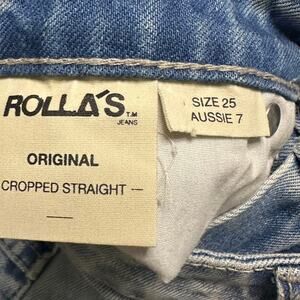 ROLLA'S T.M
JEANS
ORIGINAL
CROPPED STRAIGHT
SIZE 25
AUSSIE 7